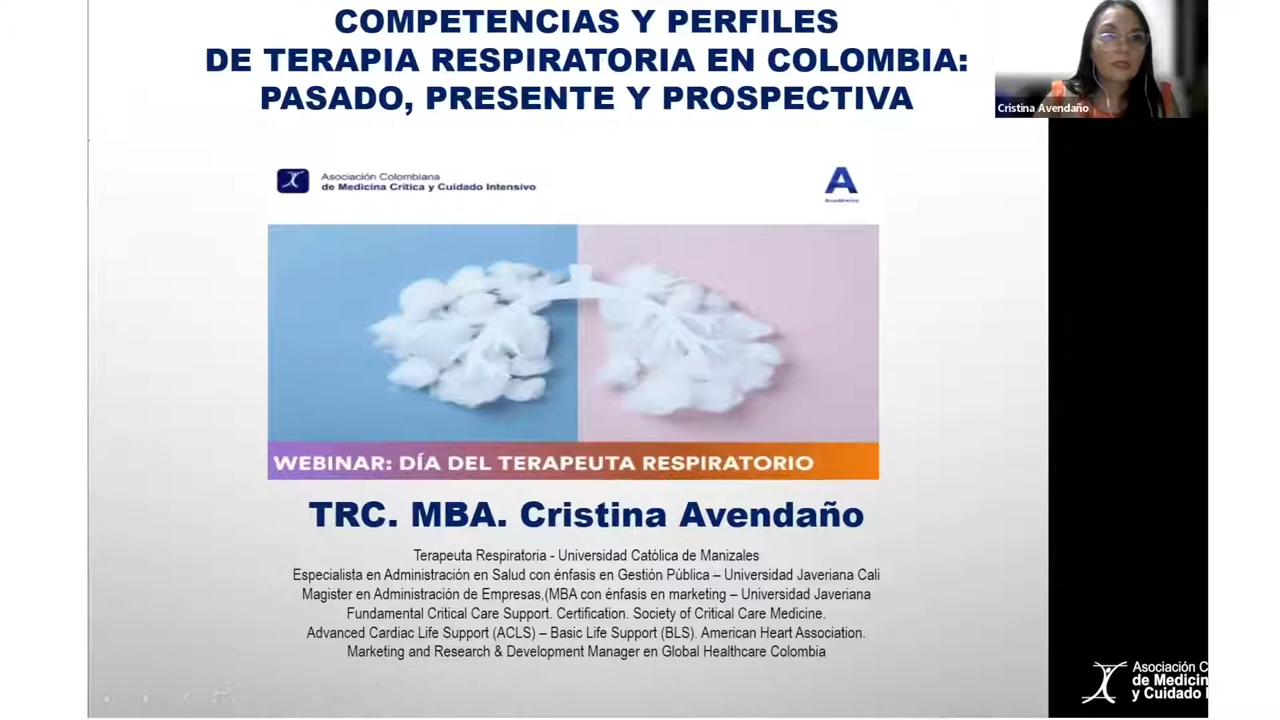 COMPETENCIAS Y PERFILES
DE TERAPIA RESPIRATORIA EN COLOMBIA:
PASADO, PRESENTE Y PROSPECTIVA
Cristina Avendaño
Asociación Colombiana
de Medicina Crítica y Cuidado Intensivo
A
Académica
WEBINAR: DÍA DEL TERAPEUTA RESPIRATORIO
TRC. MBA. Cristina Avendaño
Terapeuta Respiratoria - Universidad Católica de Manizales
Especialista en Administración en Salud con énfasis en Gestión Pública – Universidad Javeriana Cali
Magister en Administración de Empresas,(MBA con énfasis en marketing – Universidad Javeriana
Fundamental Critical Care Support. Certification. Society of Critical Care Medicine.
Advanced Cardiac Life Support (ACLS) – Basic Life Support (BLS). American Heart Association.
Marketing and Research & Development Manager en Global Healthcare Colombia
Asociación C
de Medicin
y Cuidado I